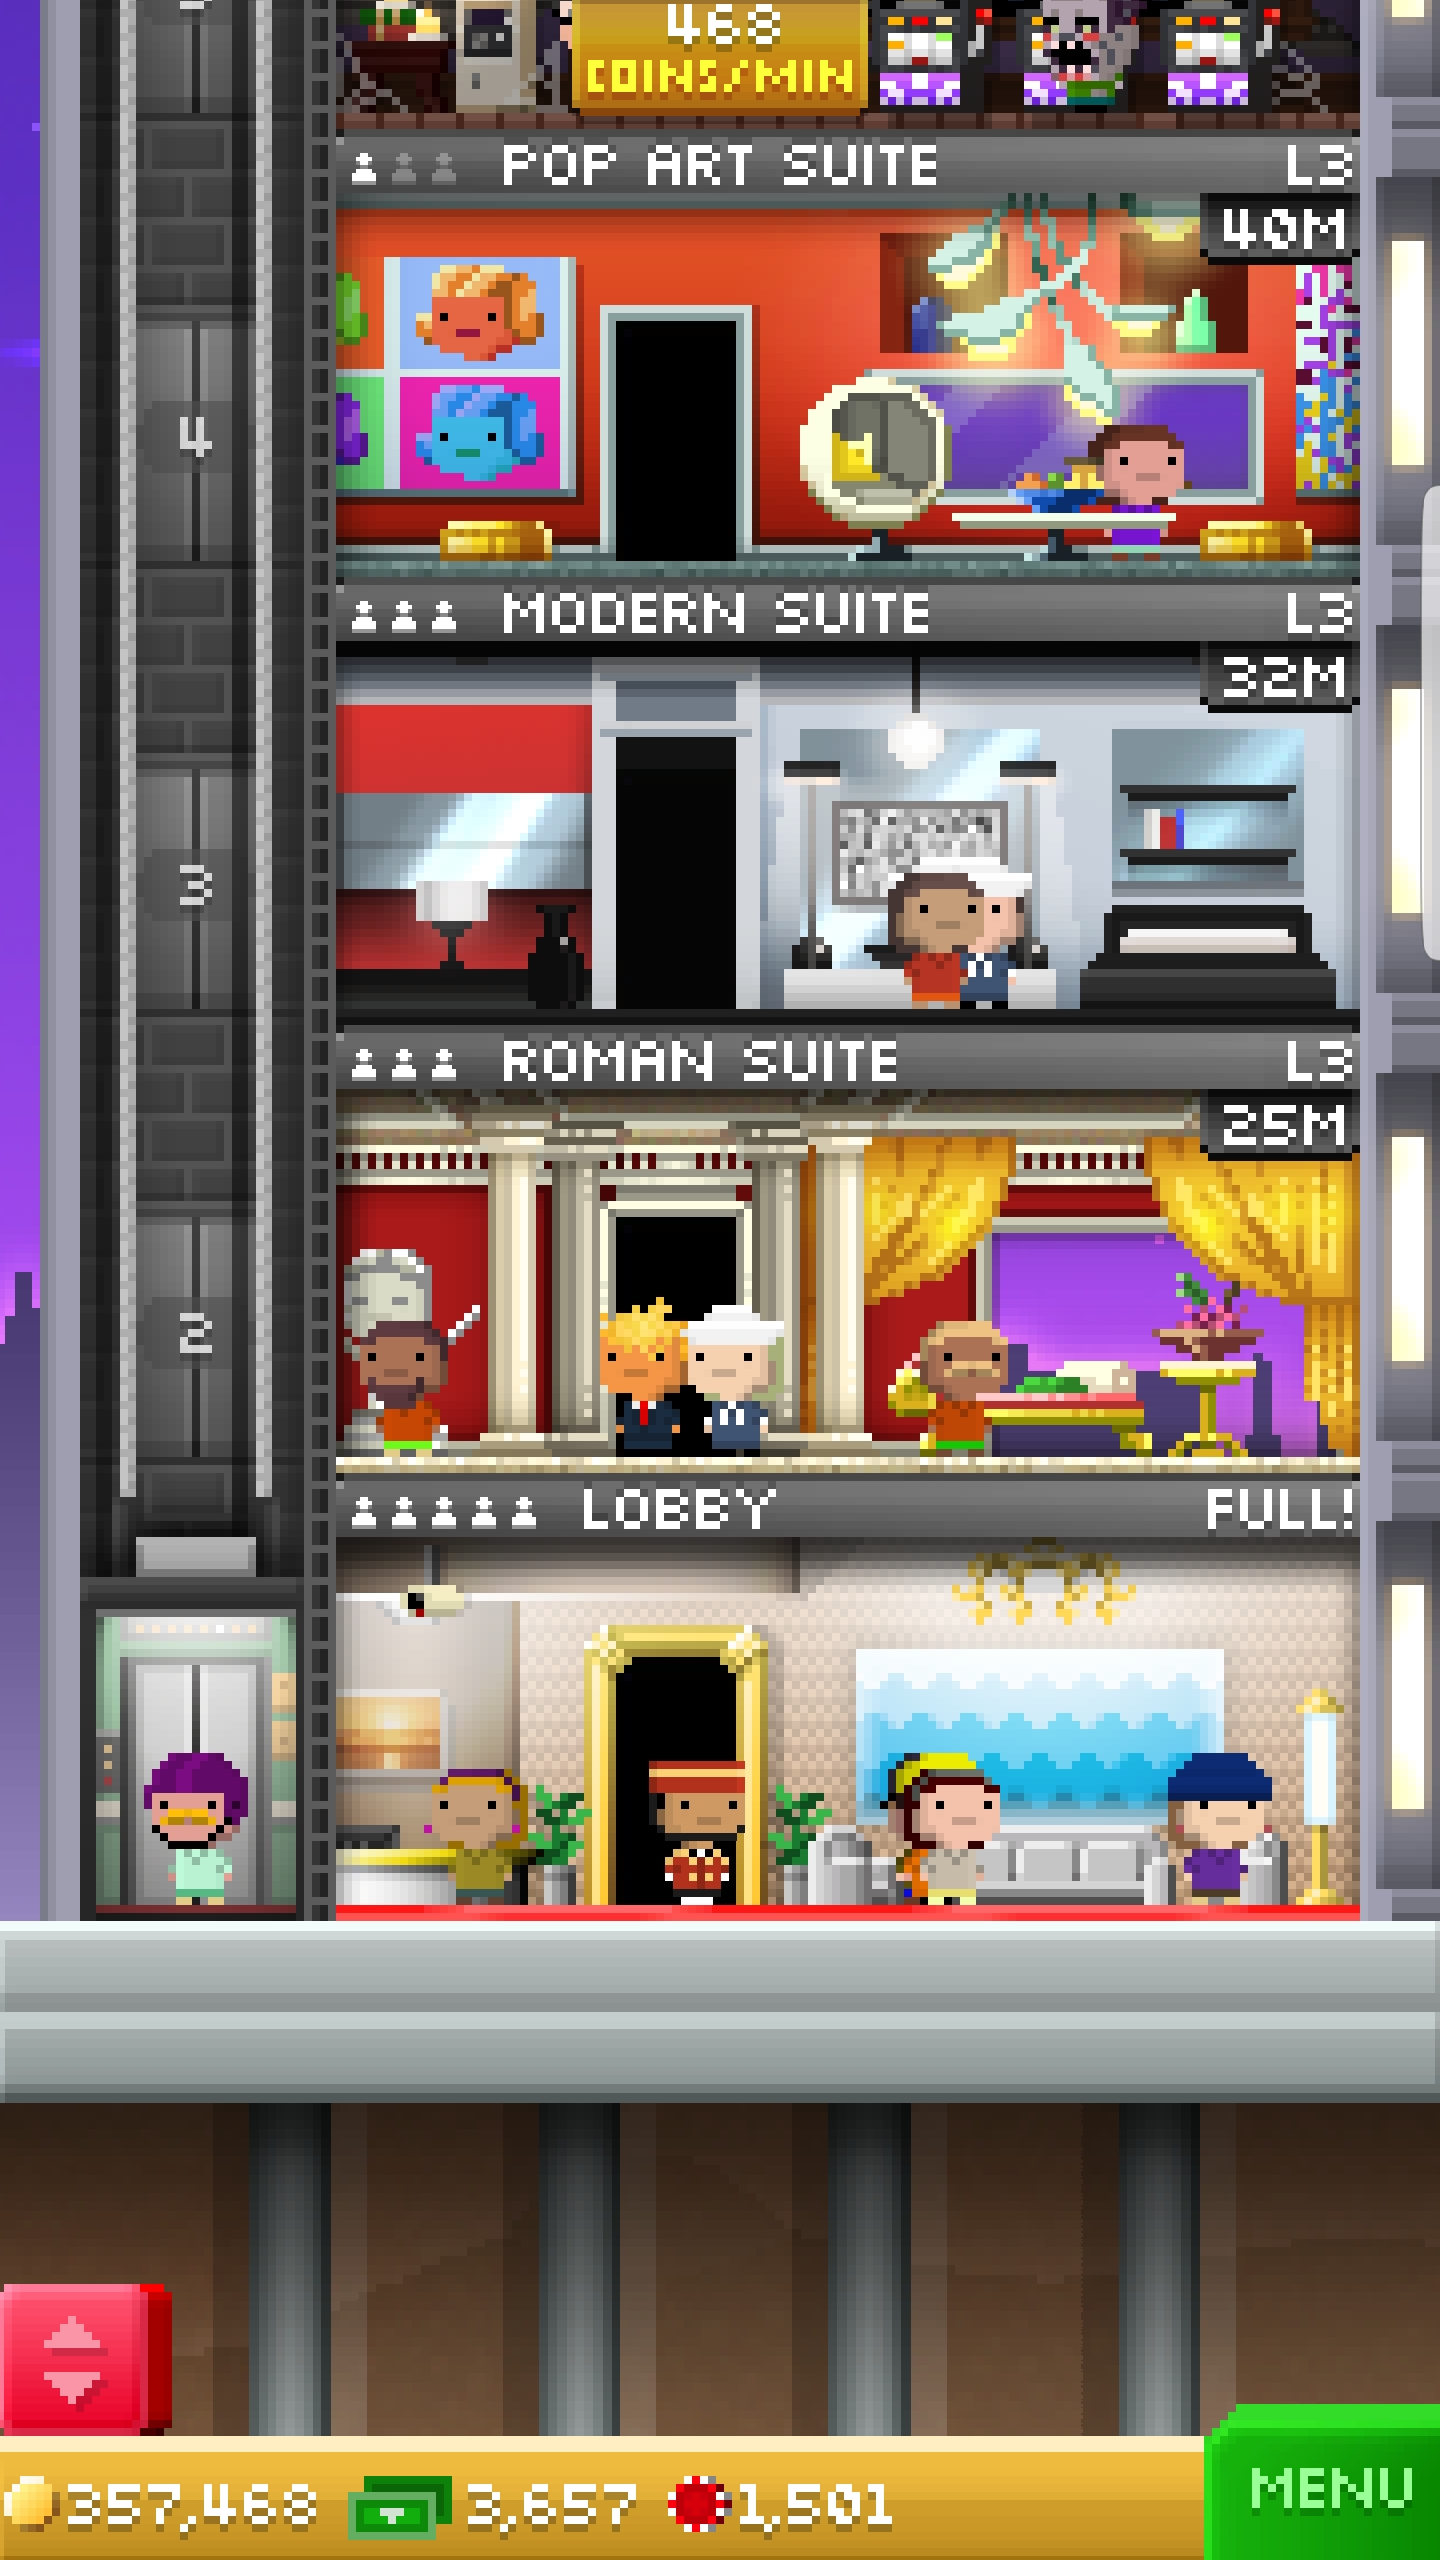 468
COINS/MIN
POP ART SUITE L3
40M
4
MODERN SUITE L3
32M
3
ROMAN SUITE L3
25M
2
LOBBY FULL!
357,468 3,657 1,501
MENU